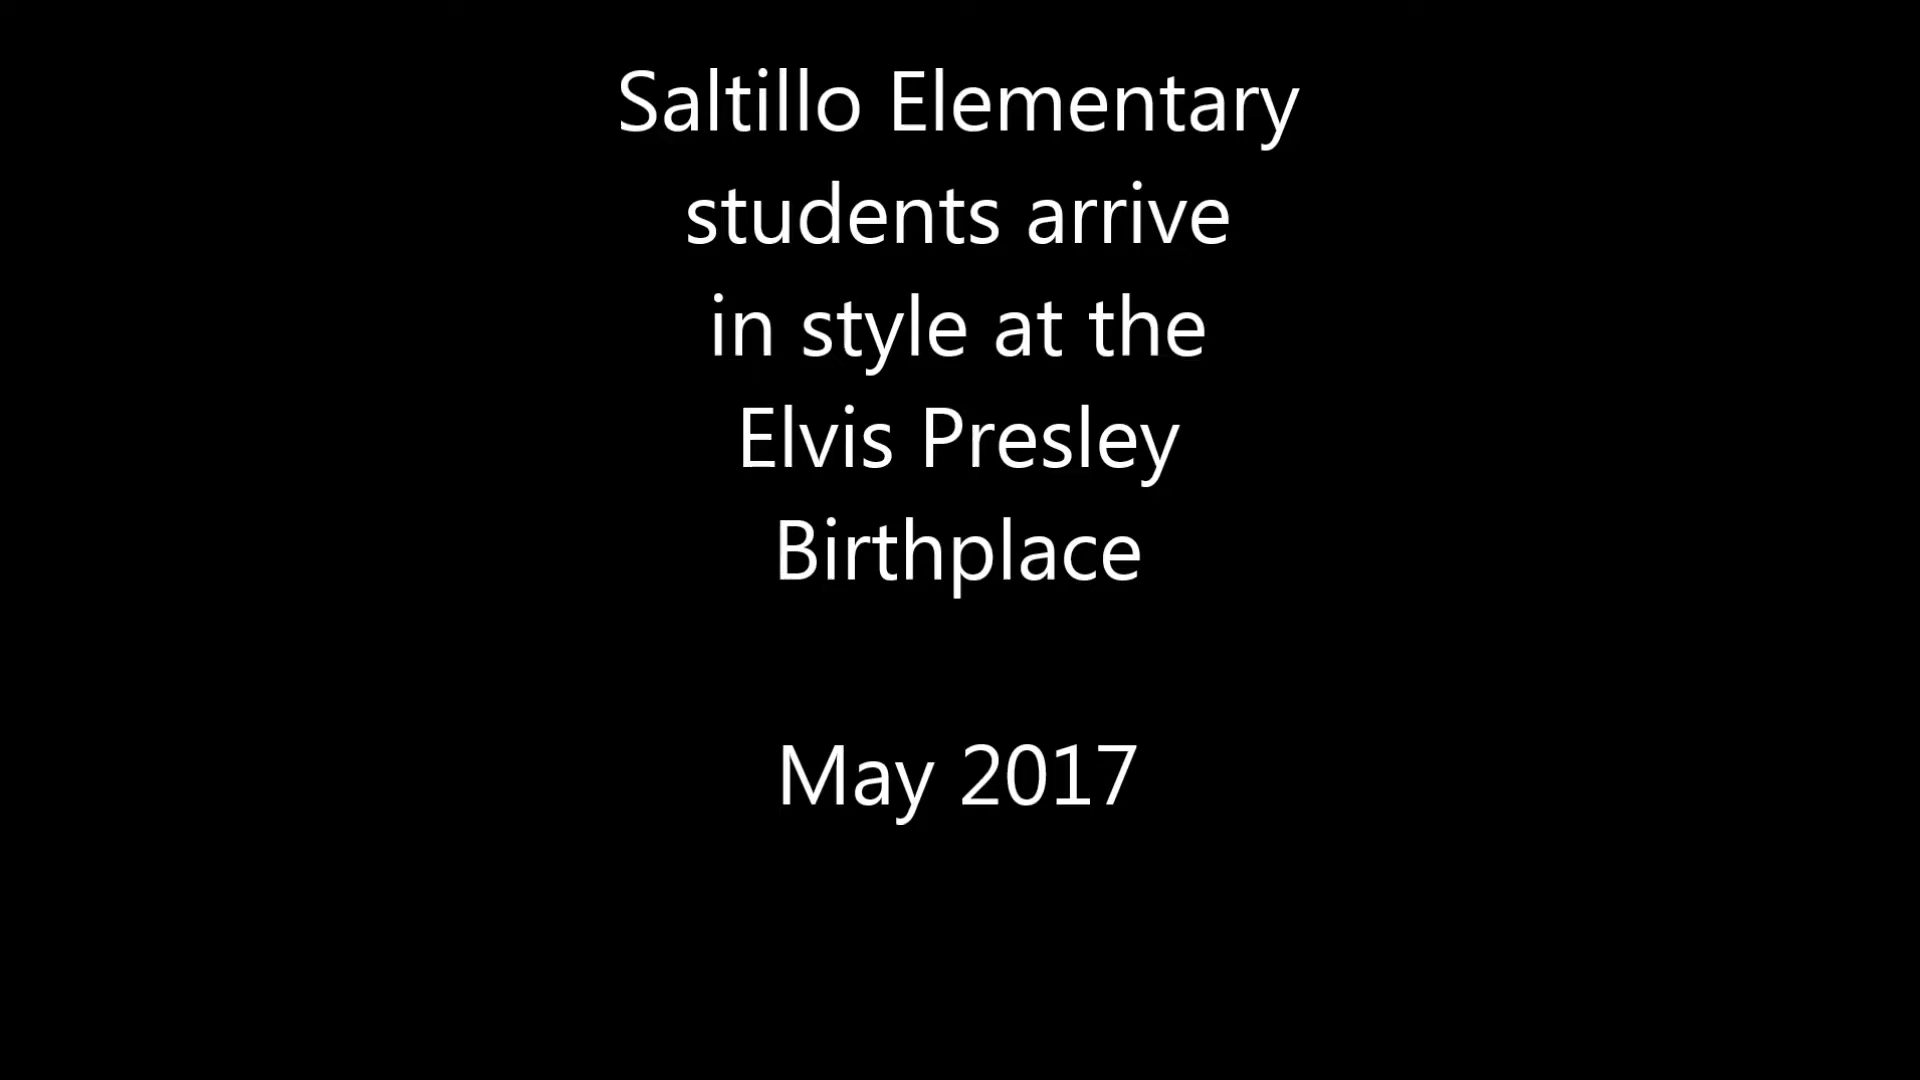 Saltillo Elementary
students arrive
in style at the
Elvis Presley
Birthplace
May 2017